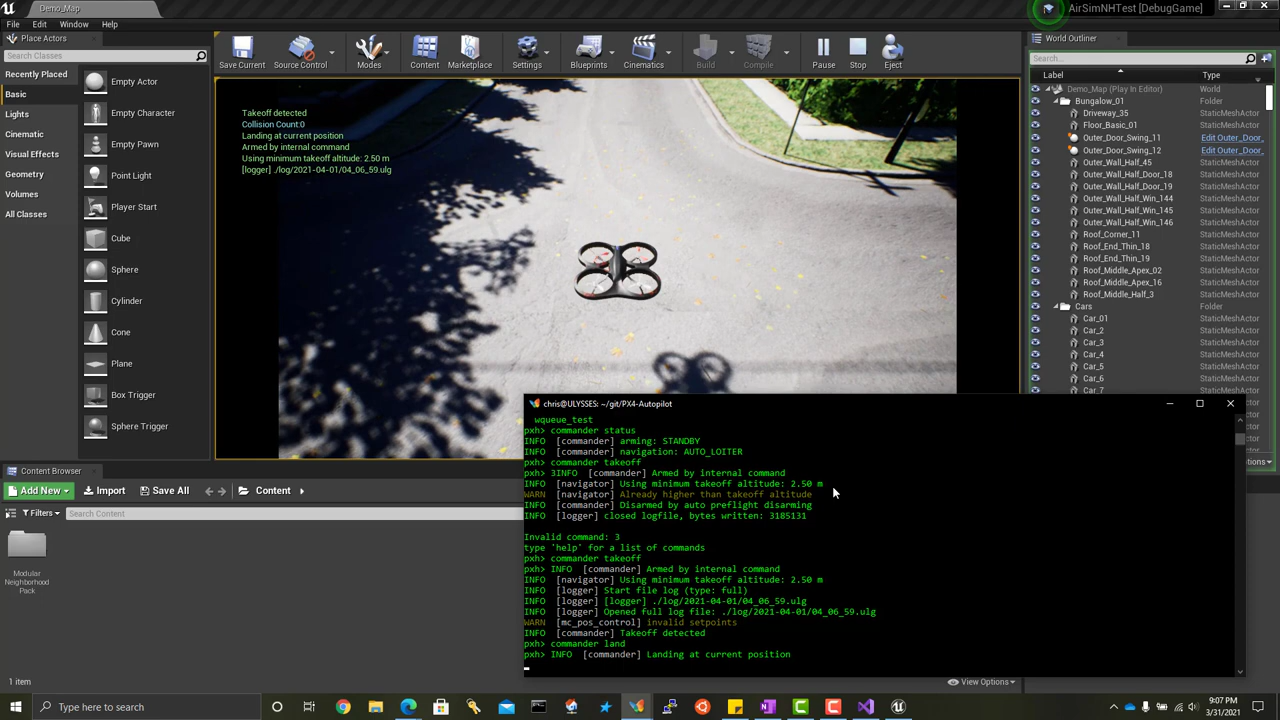 Demo_Map
AirSimNHTest [DebugGame]
File Edit Window Help
Place Actors
Search Classes
Recently Placed
Basic
Lights
Cinematic
Visual Effects
Geometry
Volumes
All Classes
Empty Actor
Empty Character
Empty Pawn
Point Light
Player Start
Cube
Sphere
Cylinder
Cone
Plane
Box Trigger
Sphere Trigger
Save Current
Source Control
Modes
Content
Marketplace
Settings
Blueprints
Cinematics
Build
Compile
Pause
Stop
Eject
Takeoff detected
Collision Count:0
Landing at current position
Armed by internal command
Using minimum takeoff altitude: 2.50 m
[logger] ./log/2021-04-01/04_06_59.ulg
World Outliner
Search...
Label Type
Demo_Map (Play In Editor) World
Bungalow_01 Folder
Driveway_35 StaticMeshActor
Floor_Basic_01 StaticMeshActor
Outer_Door_Swing_11 Edit Outer_Door_
Outer_Door_Swing_12 Edit Outer_Door_
Outer_Wall_Half_45 StaticMeshActor
Outer_Wall_Half_Door_18 StaticMeshActor
Outer_Wall_Half_Door_19 StaticMeshActor
Outer_Wall_Half_Win_144 StaticMeshActor
Outer_Wall_Half_Win_145 StaticMeshActor
Outer_Wall_Half_Win_146 StaticMeshActor
Roof_Corner_11 StaticMeshActor
Roof_End_Thin_18 StaticMeshActor
Roof_End_Thin_19 StaticMeshActor
Roof_Middle_Apex_02 StaticMeshActor
Roof_Middle_Apex_16 StaticMeshActor
Roof_Middle_Half_3 StaticMeshActor
Cars Folder
Car_01 StaticMeshActor
Car_2 StaticMeshActor
Car_3 StaticMeshActor
Car_4 StaticMeshActor
Car_5 StaticMeshActor
Car_6 StaticMeshActor
Car_7 StaticMeshActor
Content Browser
Add New Import Save All Content
Filters Search Content
Modular
Neighborhood
Pack
1 item
View Options
chris@ULYSSES: ~/git/PX4-Autopilot
wqueue_test
pxh> commander status
INFO [commander] arming: STANDBY
INFO [commander] navigation: AUTO_LOITER
pxh> commander takeoff
pxh> 3INFO [commander] Armed by internal command
INFO [navigator] Using minimum takeoff altitude: 2.50 m
WARN [navigator] Already higher than takeoff altitude
INFO [commander] Disarmed by auto preflight disarming
INFO [logger] closed logfile, bytes written: 3185131
Invalid command: 3
type 'help' for a list of commands
pxh> commander takeoff
pxh> INFO [commander] Armed by internal command
INFO [navigator] Using minimum takeoff altitude: 2.50 m
INFO [logger] Start file log (type: full)
INFO [logger] [logger] ./log/2021-04-01/04_06_59.ulg
INFO [logger] Opened full log file: ./log/2021-04-01/04_06_59.ulg
WARN [mc_pos_control] invalid setpoints
INFO [commander] Takeoff detected
pxh> commander land
pxh> INFO [commander] Landing at current position
Type here to search
9:07 PM
3/31/2021